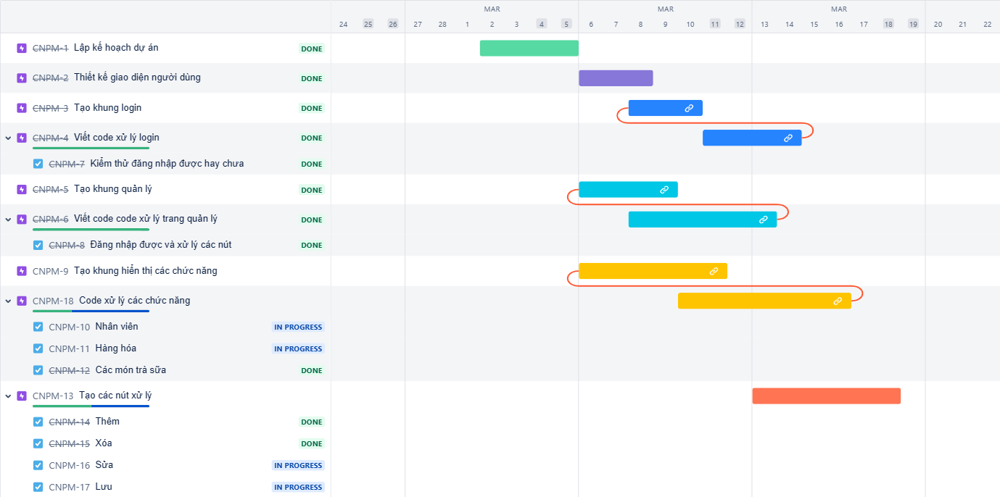 MAR MAR MAR
24 25 26 27 28 1 2 3 4 5 6 7 8 9 10 11 12 13 14 15 16 17 18 19 20 21 22
CNPM-1 Lập kế hoạch dự án DONE
CNPM-2 Thiết kế giao diện người dùng DONE
CNPM-3 Tạo khung login DONE
CNPM-4 Viết code xử lý login DONE
CNPM-7 Kiểm thử đăng nhập được hay chưa DONE
CNPM-5 Tạo khung quản lý DONE
CNPM-6 Viết code code xử lý trang quản lý DONE
CNPM-8 Đăng nhập được và xử lý các nút DONE
CNPM-9 Tạo khung hiển thị các chức năng
CNPM-18 Code xử lý các chức năng
CNPM-10 Nhân viên IN PROGRESS
CNPM-11 Hàng hóa IN PROGRESS
CNPM-12 Các món trà sữa DONE
CNPM-13 Tạo các nút xử lý
CNPM-14 Thêm DONE
CNPM-15 Xóa DONE
CNPM-16 Sửa IN PROGRESS
CNPM-17 Lưu IN PROGRESS